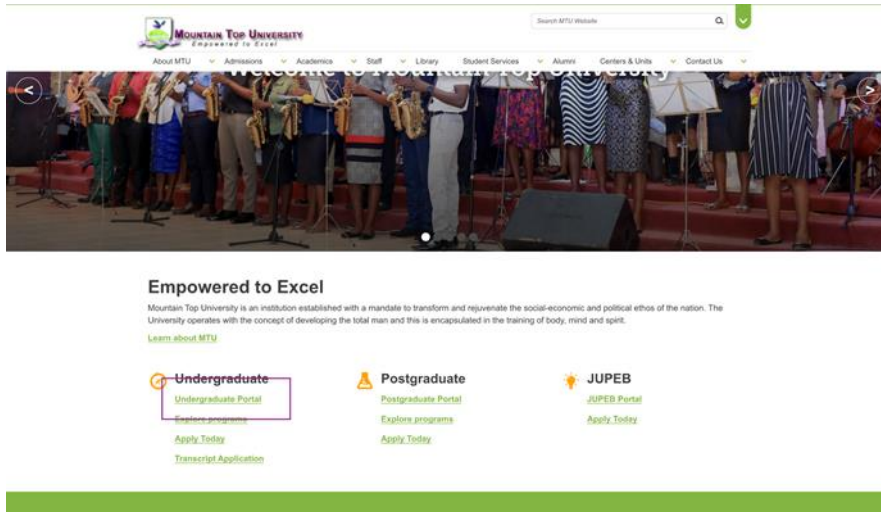 MOUNTAIN TOP UNIVERSITY
Empowered to Excel
Search MTU Website
About MTU Admissions Academics Staff Library Student Services Alumni Centers & Units Contact Us
Welcome to Mountain Top University
Empowered to Excel
Mountain Top University is an institution established with a mandate to transform and rejuvenate the social-economic and political ethos of the nation. The
University operates with the concept of developing the total man and this is encapsulated in the training of body, mind and spirit.
Learn about MTU
Undergraduate
Undergraduate Portal
Explore programs
Apply Today
Transcript Application
Postgraduate
Postgraduate Portal
Explore programs
Apply Today
JUPEB
JUPEB Portal
Apply Today